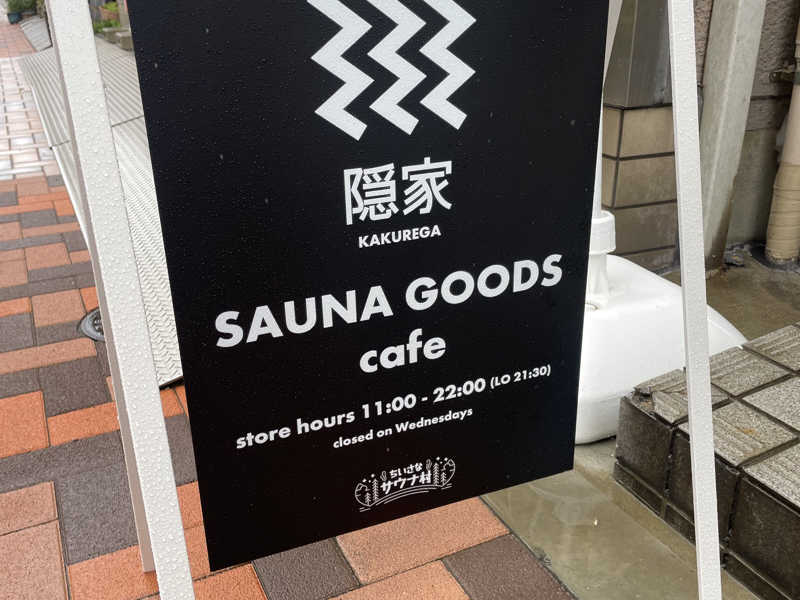 隠家
KAKUREGA
SAUNA GOODS
cafe
store hours 11:00 - 22:00 (LO 21:30)
closed on Wednesdays
ちいさな
サウナ村